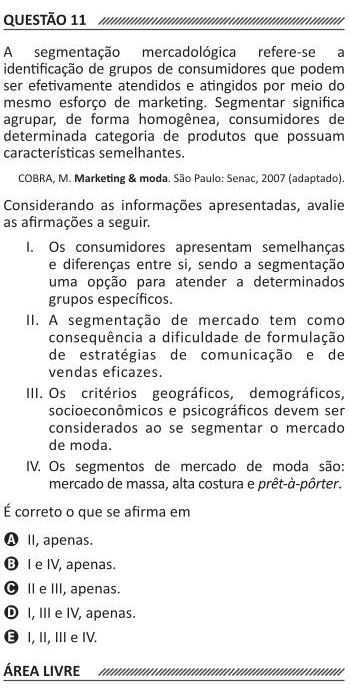 QUESTÃO 11
A segmentação mercadológica refere-se a
identificação de grupos de consumidores que podem
ser efetivamente atendidos e atingidos por meio do
mesmo esforço de marketing. Segmentar significa
agrupar, de forma homogênea, consumidores de
determinada categoria de produtos que possuam
características semelhantes.
COBRA, M. Marketing & moda. São Paulo: Senac, 2007 (adaptado).
Considerando as informações apresentadas, avalie
as afirmações a seguir.
I. Os consumidores apresentam semelhanças
e diferenças entre si, sendo a segmentação
uma opção para atender a determinados
grupos específicos.
II. A segmentação de mercado tem como
consequência a dificuldade de formulação
de estratégias de comunicação e de
vendas eficazes.
III. Os critérios geográficos, demográficos,
socioeconômicos e psicográficos devem ser
considerados ao se segmentar o mercado
de moda.
IV. Os segmentos de mercado de moda são:
mercado de massa, alta costura e prêt-à-pôrter.
É correto o que se afirma em
A II, apenas.
B I e IV, apenas.
C II e III, apenas.
D I, III e IV, apenas.
E I, II, III e IV.
ÁREA LIVRE